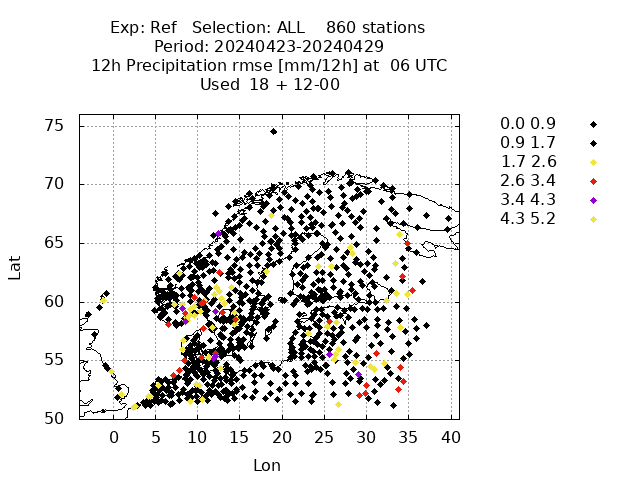 Exp: Ref   Selection: ALL    860 stations
Period: 20240423-20240429
12h Precipitation rmse [mm/12h] at  06 UTC
Used  18 + 12-00
75
70
65
60
55
50
Lat
0 5 10 15 20 25 30 35 40
Lon
0.0 0.9
0.9 1.7
1.7 2.6
2.6 3.4
3.4 4.3
4.3 5.2